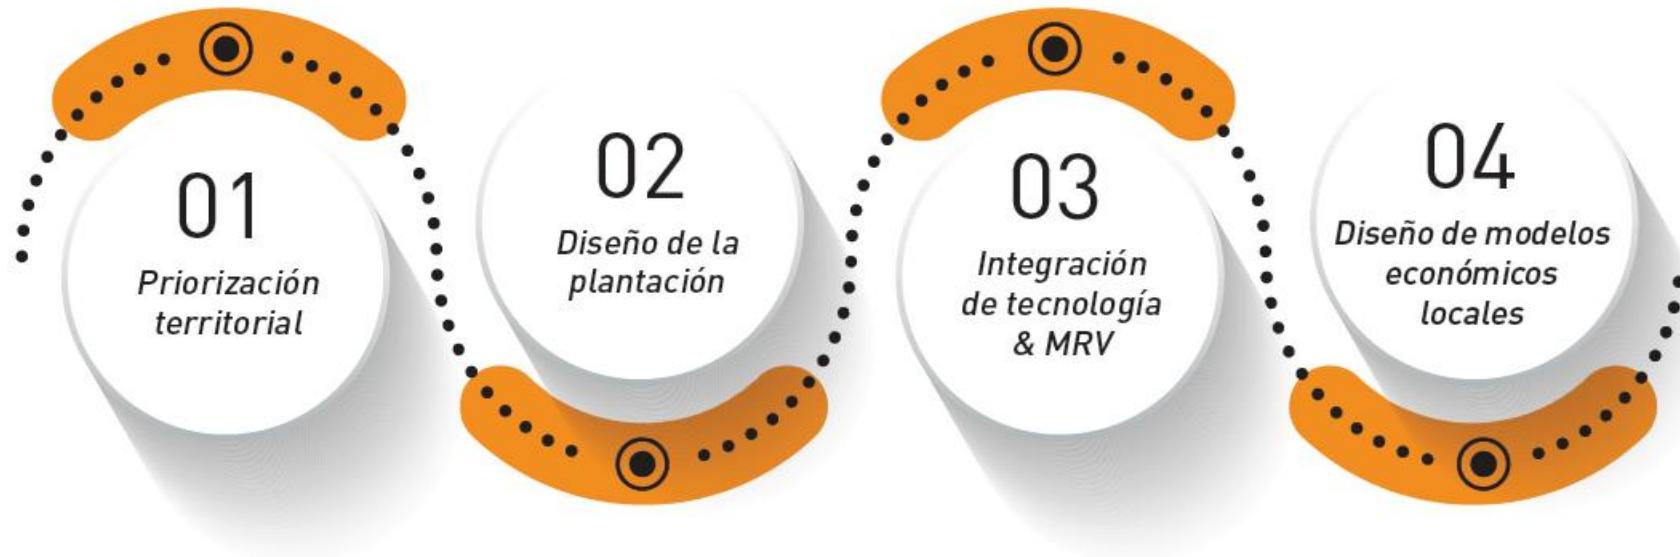 01
Priorización
territorial
02
Diseño de la
plantación
03
Integración
de tecnología
& MRV
04
Diseño de modelos
económicos
locales